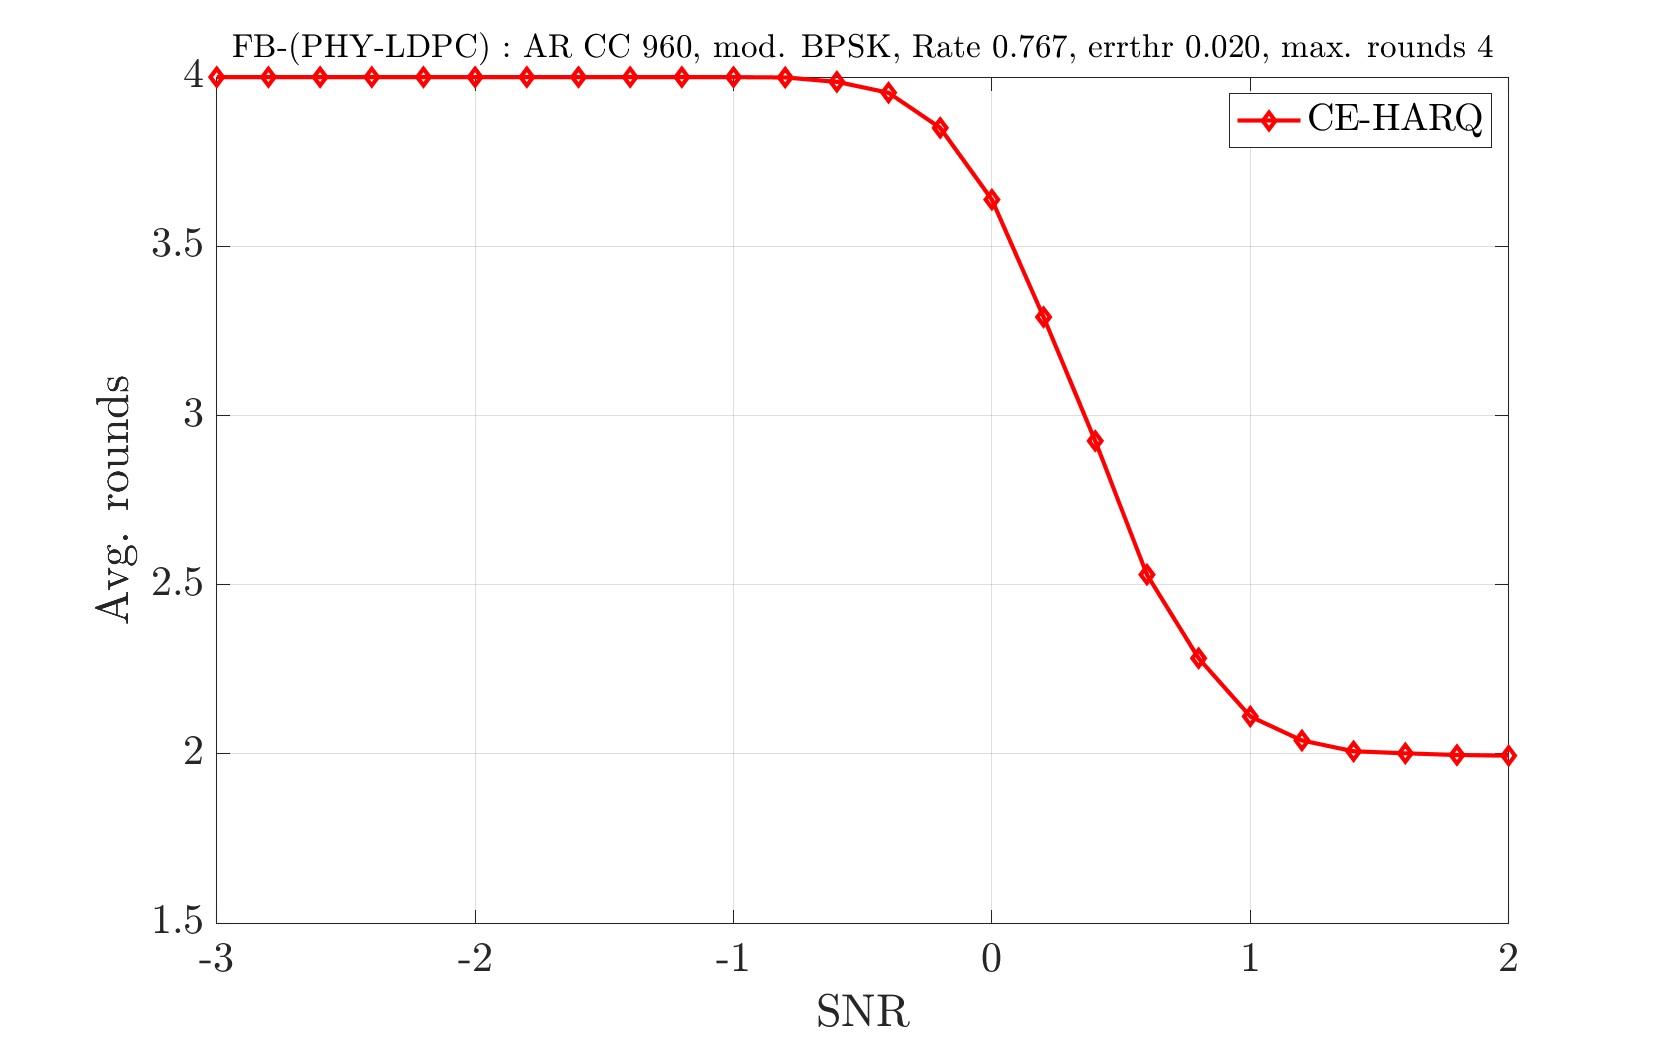 FB-(PHY-LDPC) : AR CC 960, mod. BPSK, Rate 0.767, errthr 0.020, max. rounds 4
CE-HARQ
4
3.5
3
2.5
2
1.5
Avg. rounds
-3 -2 -1 0 1 2
SNR